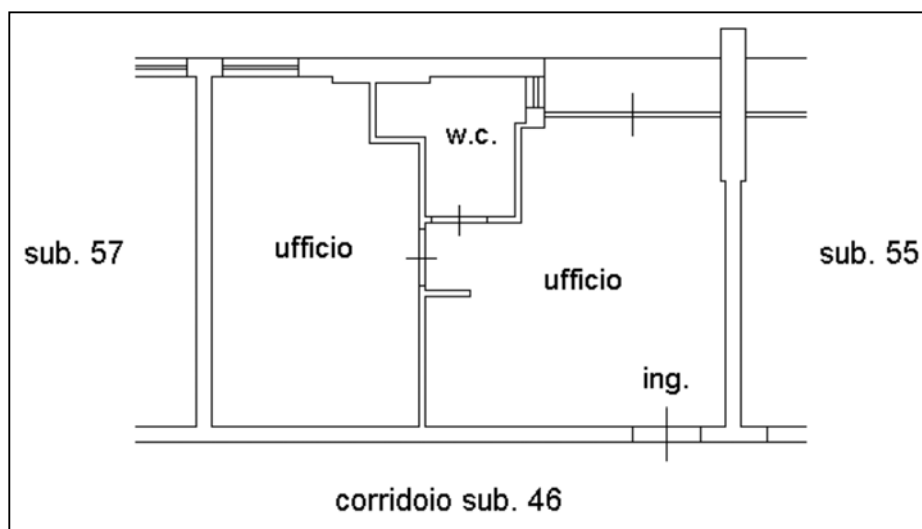 w.c.
sub. 57
ufficio
sub. 55
ufficio
ing.
corridoio sub. 46